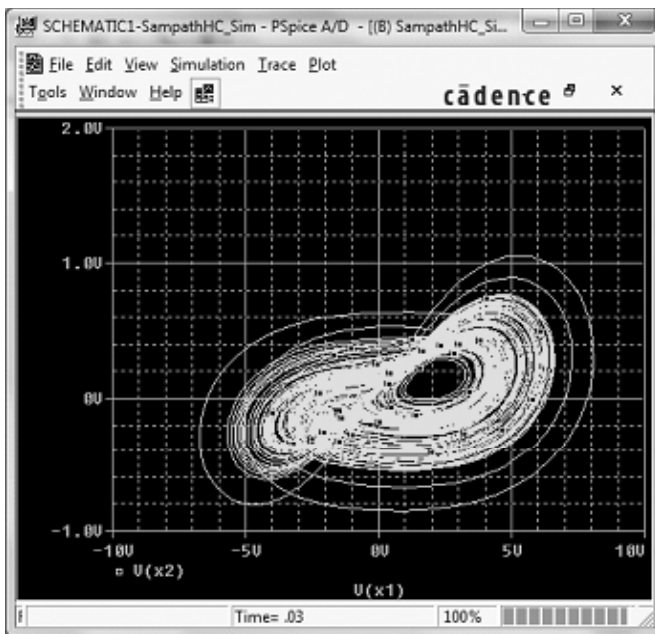 SCHEMATIC1-SampathHC_Sim - PSpice A/D - [(B) SampathHC_Si...
File Edit View Simulation Trace Plot
Tools Window Help
cādence
2.0V
1.0V
0V
-1.0V
-10V -5V 0V 5V 10V
V(x2)
V(x1)
Time= .03 100%